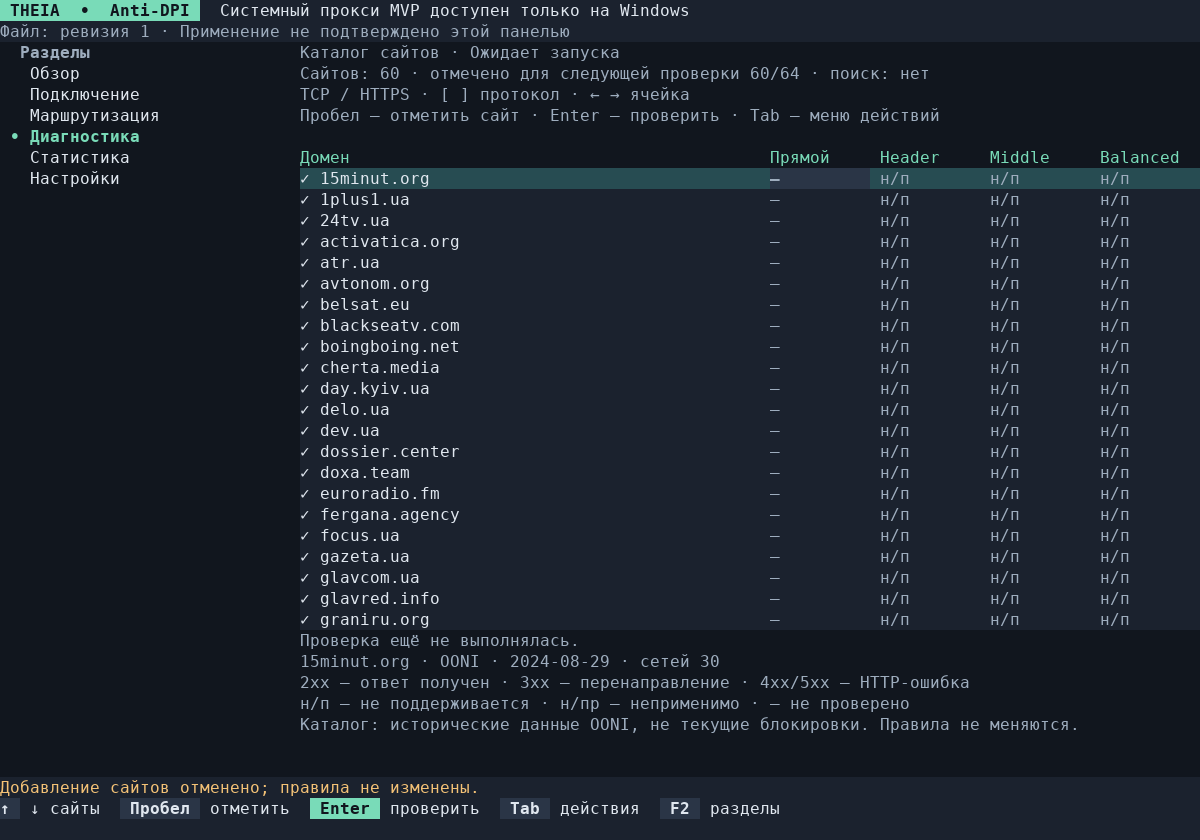 THEIA • Anti-DPI Системный прокси MVP доступен только на Windows
Файл: ревизия 1 · Применение не подтверждено этой панелью
Разделы
Обзор
Подключение
Маршрутизация
• Диагностика
Статистика
Настройки
Каталог сайтов · Ожидает запуска
Сайтов: 60 · отмечено для следующей проверки 60/64 · поиск: нет
TCP / HTTPS · [ ] протокол · ← → ячейка
Пробел — отметить сайт · Enter — проверить · Tab — меню действий
Домен Прямой Header Middle Balanced
✓ 15minut.org — н/п н/п н/п
✓ 1plus1.ua — н/п н/п н/п
✓ 24tv.ua — н/п н/п н/п
✓ activatica.org — н/п н/п н/п
✓ atr.ua — н/п н/п н/п
✓ avtonom.org — н/п н/п н/п
✓ belsat.eu — н/п н/п н/п
✓ blackseatv.com — н/п н/п н/п
✓ boingboing.net — н/п н/п н/п
✓ cherta.media — н/п н/п н/п
✓ day.kyiv.ua — н/п н/п н/п
✓ delo.ua — н/п н/п н/п
✓ dev.ua — н/п н/п н/п
✓ dossier.center — н/п н/п н/п
✓ doxa.team — н/п н/п н/п
✓ euroradio.fm — н/п н/п н/п
✓ fergana.agency — н/п н/п н/п
✓ focus.ua — н/п н/п н/п
✓ gazeta.ua — н/п н/п н/п
✓ glavcom.ua — н/п н/п н/п
✓ glavred.info — н/п н/п н/п
✓ graniru.org — н/п н/п н/п
Проверка ещё не выполнялась.
15minut.org · OONI · 2024-08-29 · сетей 30
2xx — ответ получен · 3xx — перенаправление · 4xx/5xx — HTTP-ошибка
н/п — не поддерживается · н/пр — неприменимо · — не проверено
Каталог: исторические данные OONI, не текущие блокировки. Правила не меняются.
Добавление сайтов отменено; правила не изменены.
↑ ↓ сайты Пробел отметить Enter проверить Tab действия F2 разделы